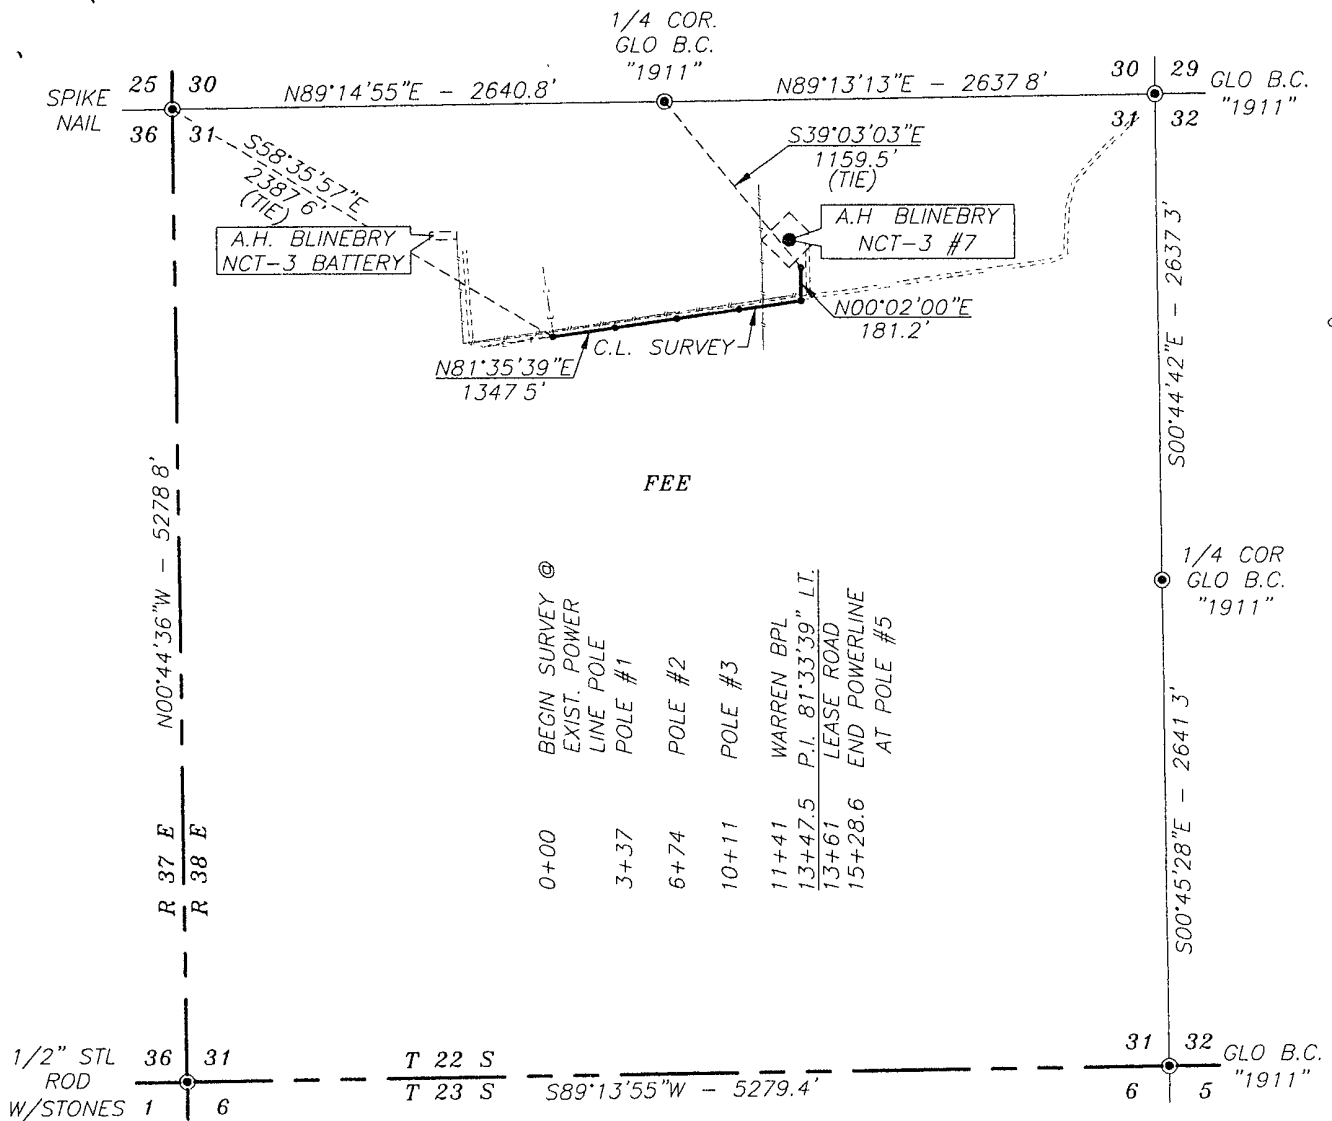 1/4 COR.
GLO B.C.
"1911"
25 30
30 29
SPIKE
NAIL
N89°14'55"E - 2640.8'
N89°13'13"E - 2637 8'
GLO B.C.
"1911"
36 31
31 32
S58°35'57"E
2387 6'
(TIE)
S39°03'03"E
1159.5'
(TIE)
A.H. BLINEBRY
NCT-3 BATTERY
A.H BLINEBRY
NCT-3 #7
N00°02'00"E
181.2'
C.L. SURVEY
N81°35'39"E
1347 5'
S00°44'42"E - 2637 3'
N00°44'36"W - 5278 8'
FEE
1/4 COR
GLO B.C.
"1911"
0+00 BEGIN SURVEY @
EXIST. POWER
LINE POLE
3+37 POLE #1
6+74 POLE #2
10+11 POLE #3
11+41 WARREN BPL
13+47.5 P.I. 81°33'39" LT.
13+61 LEASE ROAD
15+28.6 END POWERLINE
AT POLE #5
S00°45'28"E - 2641 3'
R 37 E
R 38 E
1/2" STL
ROD
W/STONES
36 31
1 6
T 22 S
T 23 S
S89°13'55"W - 5279.4'
31 32
6 5
GLO B.C.
"1911"